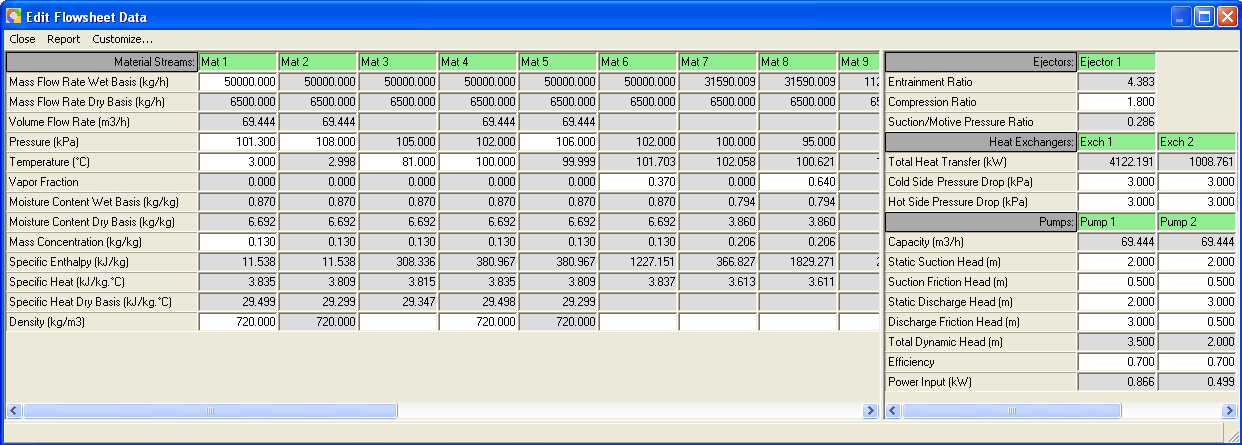 Edit Flowsheet Data
Close Report Customize...
Material Streams: Mat 1 Mat 2 Mat 3 Mat 4 Mat 5 Mat 6 Mat 7 Mat 8 Mat 9
Mass Flow Rate Wet Basis (kg/h) 50000.000 50000.000 50000.000 50000.000 50000.000 50000.000 31590.009 31590.009 112
Mass Flow Rate Dry Basis (kg/h) 6500.000 6500.000 6500.000 6500.000 6500.000 6500.000 6500.000 6500.000 65
Volume Flow Rate (m3/h) 69.444 69.444 69.444 69.444
Pressure (kPa) 101.300 108.000 105.000 102.000 106.000 102.000 100.000 95.000
Temperature (°C) 3.000 2.998 81.000 100.000 99.999 101.703 102.058 100.621
Vapor Fraction 0.000 0.000 0.000 0.000 0.000 0.370 0.000 0.640
Moisture Content Wet Basis (kg/kg) 0.870 0.870 0.870 0.870 0.870 0.870 0.794 0.794
Moisture Content Dry Basis (kg/kg) 6.692 6.692 6.692 6.692 6.692 6.692 3.860 3.860
Mass Concentration (kg/kg) 0.130 0.130 0.130 0.130 0.130 0.130 0.206 0.206
Specific Enthalpy (kJ/kg) 11.538 11.538 308.336 380.967 380.967 1227.151 366.827 1829.271
Specific Heat (kJ/kg.°C) 3.835 3.809 3.815 3.835 3.809 3.837 3.613 3.611
Specific Heat Dry Basis (kJ/kg.°C) 29.499 29.299 29.347 29.498 29.299
Density (kg/m3) 720.000 720.000 720.000 720.000
Ejectors: Ejector 1
Entrainment Ratio 4.383
Compression Ratio 1.800
Suction/Motive Pressure Ratio 0.286
Heat Exchangers: Exch 1 Exch 2
Total Heat Transfer (kW) 4122.191 1008.761
Cold Side Pressure Drop (kPa) 3.000 3.000
Hot Side Pressure Drop (kPa) 3.000 3.000
Pumps: Pump 1 Pump 2
Capacity (m3/h) 69.444 69.444
Static Suction Head (m) 2.000 2.000
Suction Friction Head (m) 0.500 0.500
Static Discharge Head (m) 2.000 3.000
Discharge Friction Head (m) 3.000 0.500
Total Dynamic Head (m) 3.500 2.000
Efficiency 0.700 0.700
Power Input (kW) 0.866 0.499